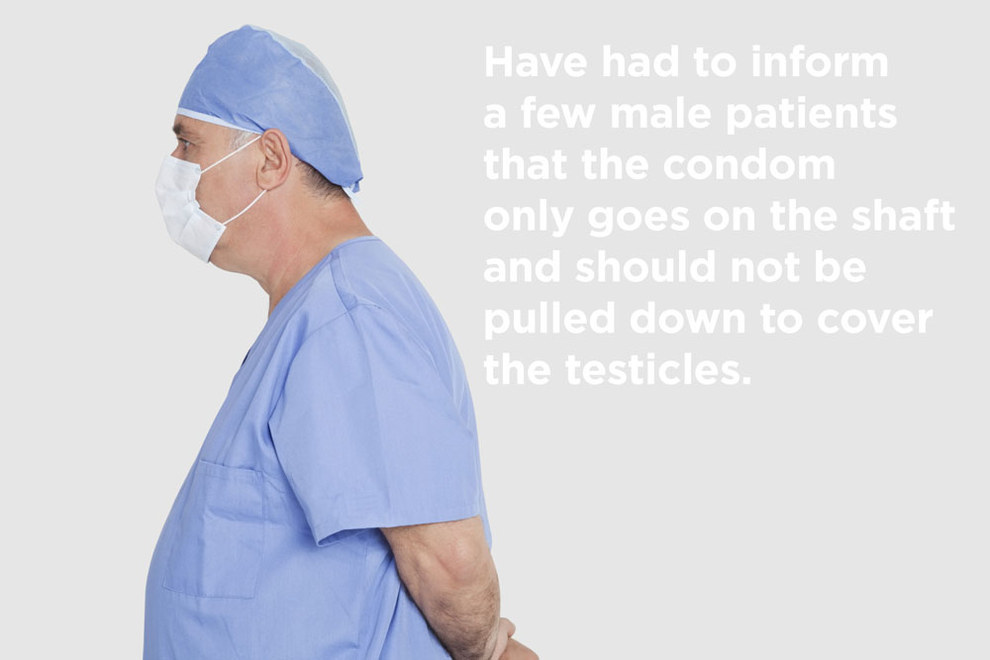 Have had to inform
a few male patients
that the condom
only goes on the shaft
and should not be
pulled down to cover
the testicles.